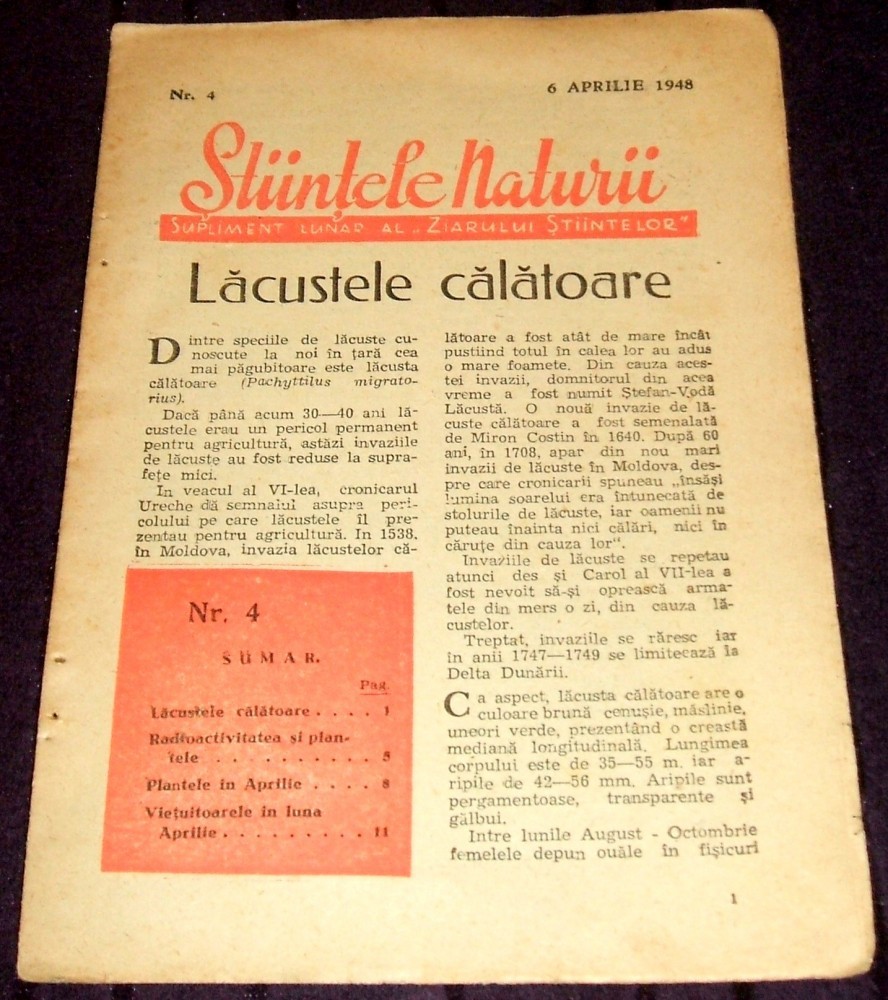 Nr. 4
6 APRILIE 1948
Stiințele Naturii
SUPLIMENT LUNAR AL „ZIARULUI ȘTIINTELOR"
Lăcustele călătoare
Dintre speciile de lăcuste cu-
noscute la noi în țară cea
mai păgubitoare este lăcusta
călătoare (Pachyttilus migrato-
rius).
Dacă până acum 30—40 ani lă-
custele erau un pericol permanent
pentru agricultură, astăzi invaziile
de lăcuste au fost reduse la supra-
fețe mici.
In veacul al VI-lea, cronicarul
Ureche dă semnalul asupra peri-
colului pe care lăcustele îl pre-
zentau pentru agricultură. In 1538,
în Moldova, invazia lăcustelor că-
Nr. 4
SUMAR.
Pag.
Lăcustele călătoare . . . . 1
Radioactivitatea și plan-
tele . . . . . . . . . . 5
Plantele in Aprilie . . . . 8
Viețuitoarele in luna
Aprilie . . . . . . . . . 11
lătoare a fost atât de mare încât
pustiind totul în calea lor au adus
o mare foamete. Din cauza aces-
tei invazii, domnitorul din acea
vreme a fost numit Ștefan-Vodă
Lăcustă. O nouă invazie de lă-
custe călătoare a fost semenalată
de Miron Costin în 1640. După 60
ani, în 1708, apar din nou mari
invazii de lăcuste în Moldova, des-
pre care cronicarii spuneau „însăși
lumina soarelui era întunecată de
stolurile de lăcuste, iar oamenii nu
puteau înainta nici călări, nici în
căruțe din cauza lor".
Invaziile de lăcuste se repetau
atunci des și Carol al VII-lea a
fost nevoit să-și oprească arma-
tele din mers o zi, din cauza lă-
custelor.
Treptat, invaziile se răresc iar
în anii 1747—1749 se limitează la
Delta Dunării.
Ca aspect, lăcusta călătoare are o
culoare brună cenușie, măslinie,
uneori verde, prezentând o creastă
mediană longitudinală. Lungimea
corpului este de 35—55 m. iar a-
ripile de 42—56 mm. Aripile sunt
pergamentoase, transparente și
gălbui.
Intre lunile August - Octombrie
femelele depun ouăle în fișicuri
1